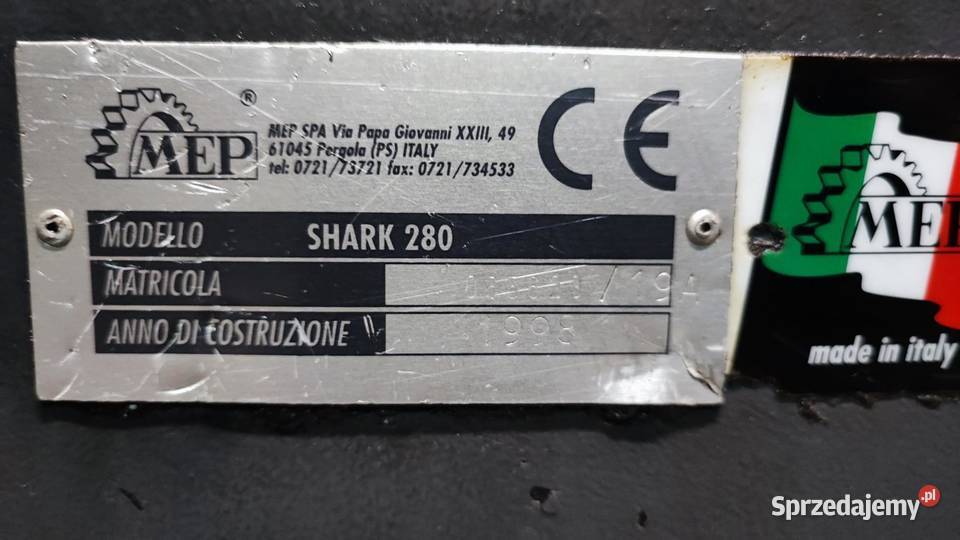 MEP ®
MEP SPA Via Papa Giovanni XXIII, 49
61045 Pergola (PS) ITALY
tel: 0721/73721 fax: 0721/734533
CE
MODELLO SHARK 280
MATRICOLA
ANNO DI COSTRUZIONE 1998
MEP
made in italy
Sprzedajemy.pl